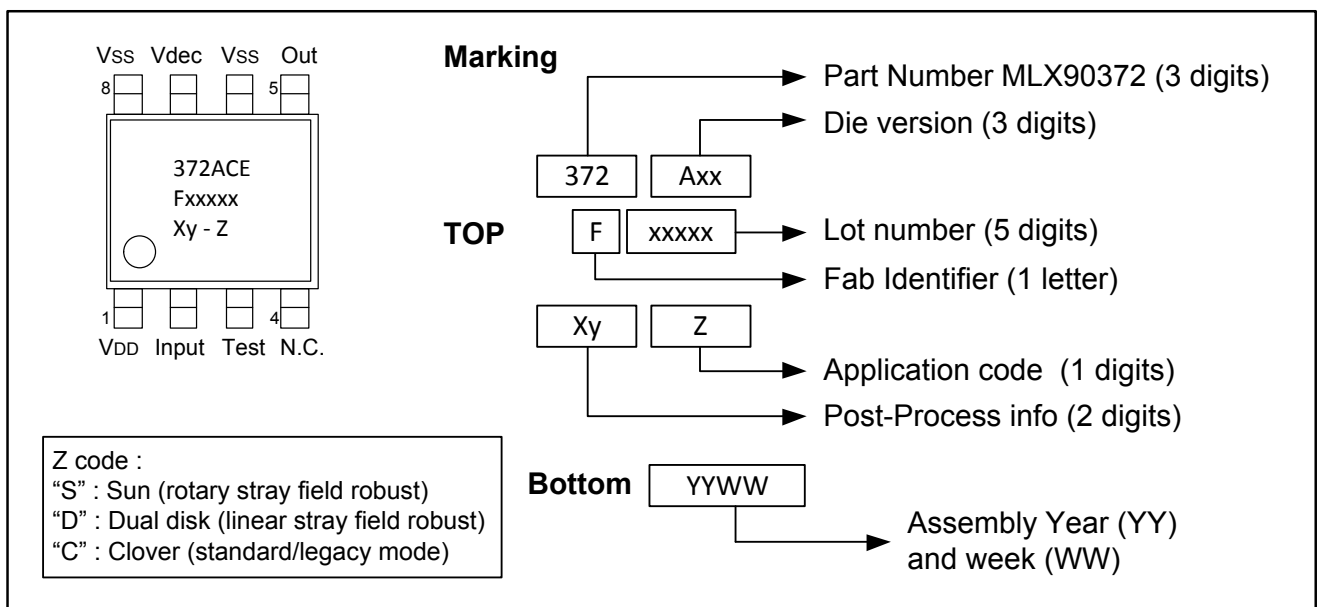 Vss Vdec Vss Out
8 5
372ACE
Fxxxxx
Xy - Z
1 4
VDD Input Test N.C.
Marking
Part Number MLX90372 (3 digits)
Die version (3 digits)
372 Axx
TOP
F xxxxx
Lot number (5 digits)
Fab Identifier (1 letter)
Xy Z
Application code (1 digits)
Post-Process info (2 digits)
Z code :
“S” : Sun (rotary stray field robust)
“D” : Dual disk (linear stray field robust)
“C” : Clover (standard/legacy mode)
Bottom YYWW
Assembly Year (YY)
and week (WW)